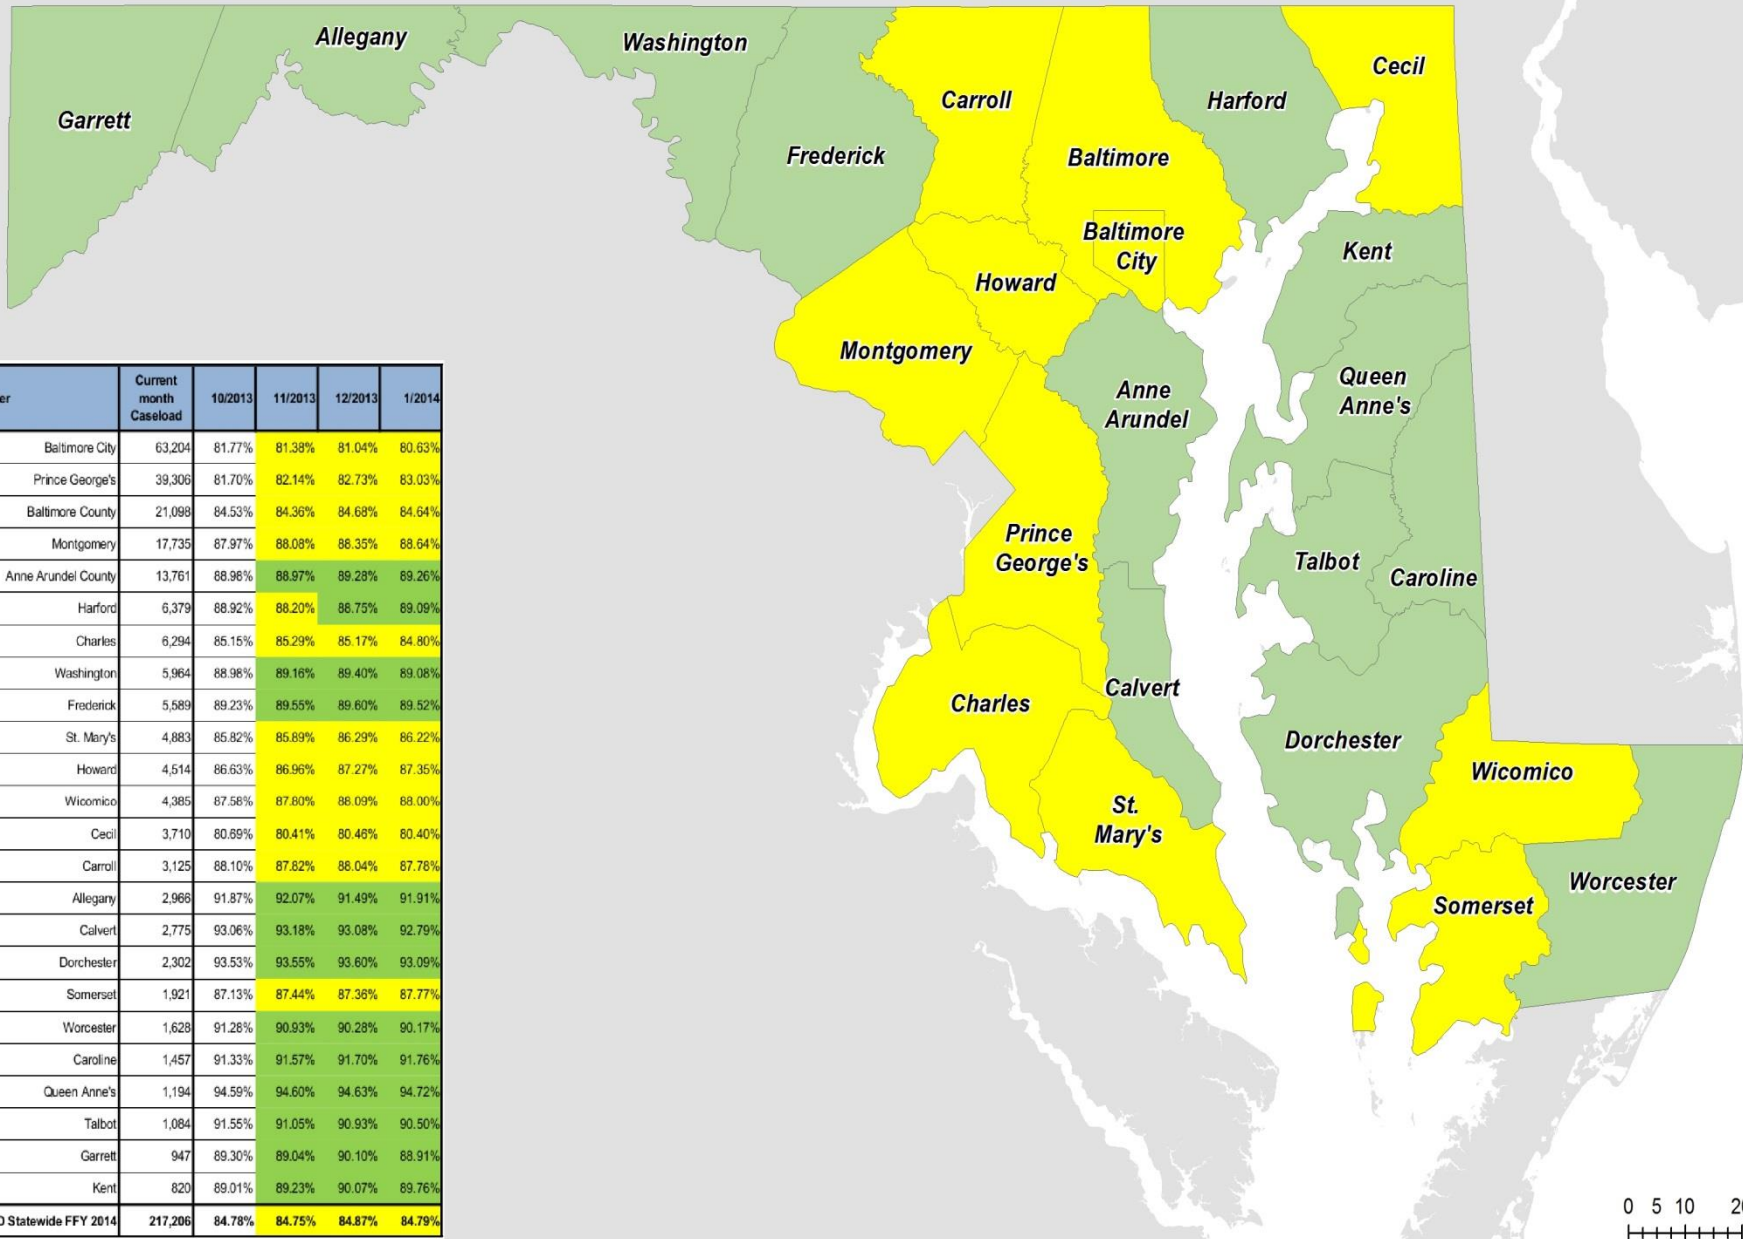 Allegany
Washington
Cecil
Garrett
Carroll
Harford
Frederick
Baltimore
Baltimore
City
Kent
Howard
Montgomery
Anne
Arundel
Queen
Anne's
Prince
George's
Talbot
Caroline
Calvert
Charles
Dorchester
Wicomico
St.
Mary's
Worcester
Somerset
er Current month Caseload 10/2013 11/2013 12/2013 1/2014
Baltimore City 63,204 81.77% 81.38% 81.04% 80.63%
Prince George's 39,306 81.70% 82.14% 82.73% 83.03%
Baltimore County 21,098 84.53% 84.36% 84.68% 84.64%
Montgomery 17,735 87.97% 88.08% 88.35% 88.64%
Anne Arundel County 13,761 88.98% 88.97% 89.28% 89.26%
Harford 6,379 88.92% 88.20% 88.75% 89.09%
Charles 6,294 85.15% 85.29% 85.17% 84.80%
Washington 5,964 88.98% 89.16% 89.40% 89.08%
Frederick 5,589 89.23% 89.55% 89.60% 89.52%
St. Mary's 4,883 85.82% 85.89% 86.29% 86.22%
Howard 4,514 86.63% 86.96% 87.27% 87.35%
Wicomico 4,385 87.58% 87.80% 88.09% 88.00%
Cecil 3,710 80.69% 80.41% 80.46% 80.40%
Carroll 3,125 88.10% 87.82% 88.04% 87.78%
Allegany 2,966 91.87% 92.07% 91.49% 91.91%
Calvert 2,775 93.06% 93.18% 93.08% 92.79%
Dorchester 2,302 93.53% 93.55% 93.60% 93.09%
Somerset 1,921 87.13% 87.44% 87.36% 87.77%
Worcester 1,628 91.28% 90.93% 90.28% 90.17%
Caroline 1,457 91.33% 91.57% 91.70% 91.76%
Queen Anne's 1,194 94.59% 94.60% 94.63% 94.72%
Talbot 1,084 91.55% 91.05% 90.93% 90.50%
Garrett 947 89.30% 89.04% 90.10% 88.91%
Kent 820 89.01% 89.23% 90.07% 89.76%
D Statewide FFY 2014 217,206 84.78% 84.75% 84.87% 84.79%
0 5 10